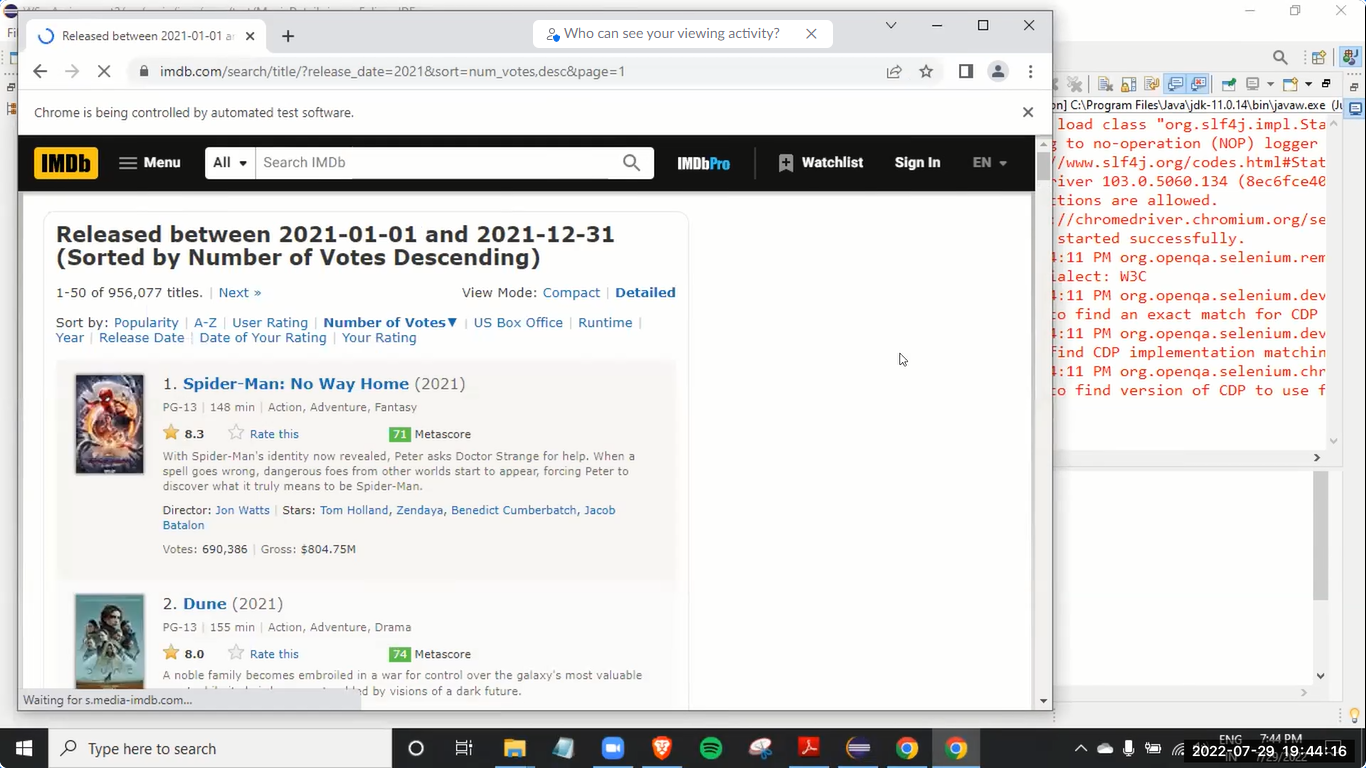 Released between 2021-01-01 a
Who can see your viewing activity?
imdb.com/search/title/?release_date=2021&sort=num_votes,desc&page=1
Chrome is being controlled by automated test software.
IMDb
Menu
All
Search IMDb
IMDbPro
Watchlist
Sign In
EN
Released between 2021-01-01 and 2021-12-31
(Sorted by Number of Votes Descending)
1-50 of 956,077 titles. | Next »
View Mode: Compact | Detailed
Sort by: Popularity | A-Z | User Rating | Number of Votes▼ | US Box Office | Runtime |
Year | Release Date | Date of Your Rating | Your Rating
1. Spider-Man: No Way Home (2021)
PG-13 | 148 min | Action, Adventure, Fantasy
8.3 Rate this 71 Metascore
With Spider-Man's identity now revealed, Peter asks Doctor Strange for help. When a
spell goes wrong, dangerous foes from other worlds start to appear, forcing Peter to
discover what it truly means to be Spider-Man.
Director: Jon Watts | Stars: Tom Holland, Zendaya, Benedict Cumberbatch, Jacob
Batalon
Votes: 690,386 | Gross: $804.75M
2. Dune (2021)
PG-13 | 155 min | Action, Adventure, Drama
8.0 Rate this 74 Metascore
A noble family becomes embroiled in a war for control over the galaxy's most valuable
by visions of a dark future.
Waiting for s.media-imdb.com...
on] C:\Program Files\Java\jdk-11.0.14\bin\javaw.exe (Ju
load class "org.slf4j.impl.Sta
g to no-operation (NOP) logger
//www.slf4j.org/codes.html#Stat
iver 103.0.5060.134 (8ec6fce40
ctions are allowed.
://chromedriver.chromium.org/se
started successfully.
4:11 PM org.openqa.selenium.rem
ialect: W3C
4:11 PM org.openqa.selenium.dev
to find an exact match for CDP
4:11 PM org.openqa.selenium.dev
find CDP implementation matchin
4:11 PM org.openqa.selenium.chr
to find version of CDP to use f
Type here to search
ENG
IN
7:44 PM
7/29/2022
2022-07-29, 19:44:16